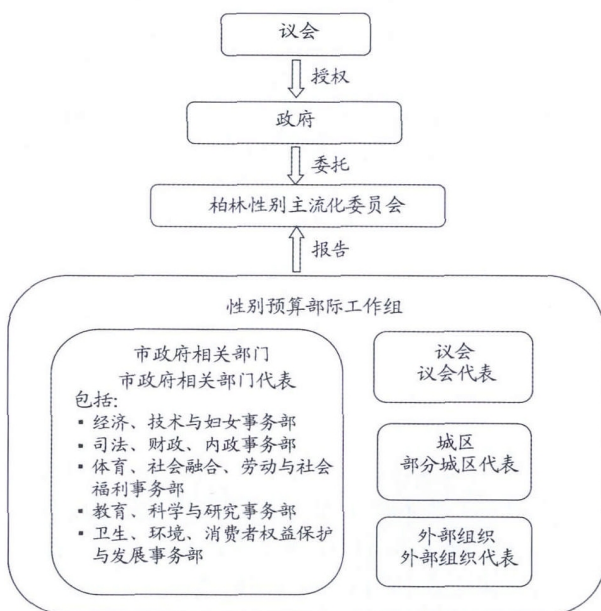 议会
授权
政府
委托
柏林性别主流化委员会
报告
性别预算部际工作组
市政府相关部门
市政府相关部门代表
包括:
▪ 经济、技术与妇女事务部
▪ 司法、财政、内政事务部
▪ 体育、社会融合、劳动与社会
福利事务部
▪ 教育、科学与研究事务部
▪ 卫生、环境、消费者权益保护
与发展事务部
议会
议会代表
城区
部分城区代表
外部组织
外部组织代表